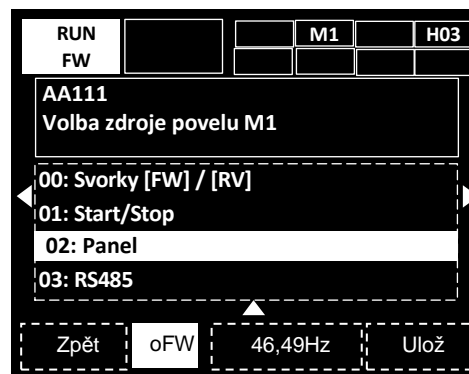 RUN M1 H03
FW
AA111
Volba zdroje povelu M1
00: Svorky [FW] / [RV]
01: Start/Stop
02: Panel
03: RS485
Zpět oFW 46,49Hz Ulož